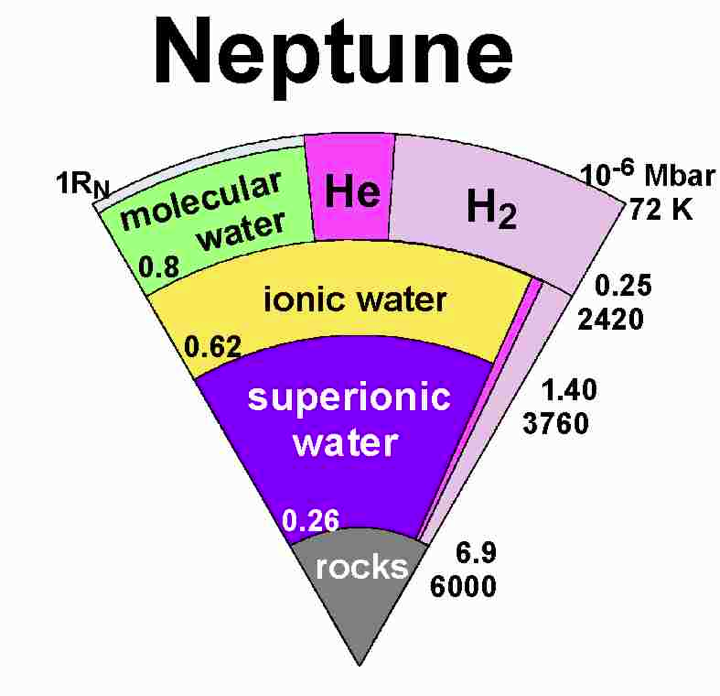 Neptune
1RN
10-6 Mbar
72 K
molecular
water
He
H2
0.8
0.25
2420
ionic water
0.62
1.40
3760
superionic
water
0.26
6.9
6000
rocks